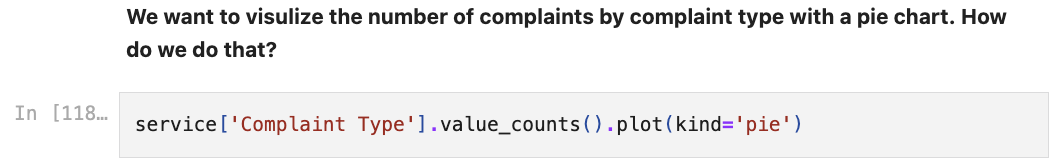 We want to visulize the number of complaints by complaint type with a pie chart. How
do we do that?
In [118…
service['Complaint Type'].value_counts().plot(kind='pie')